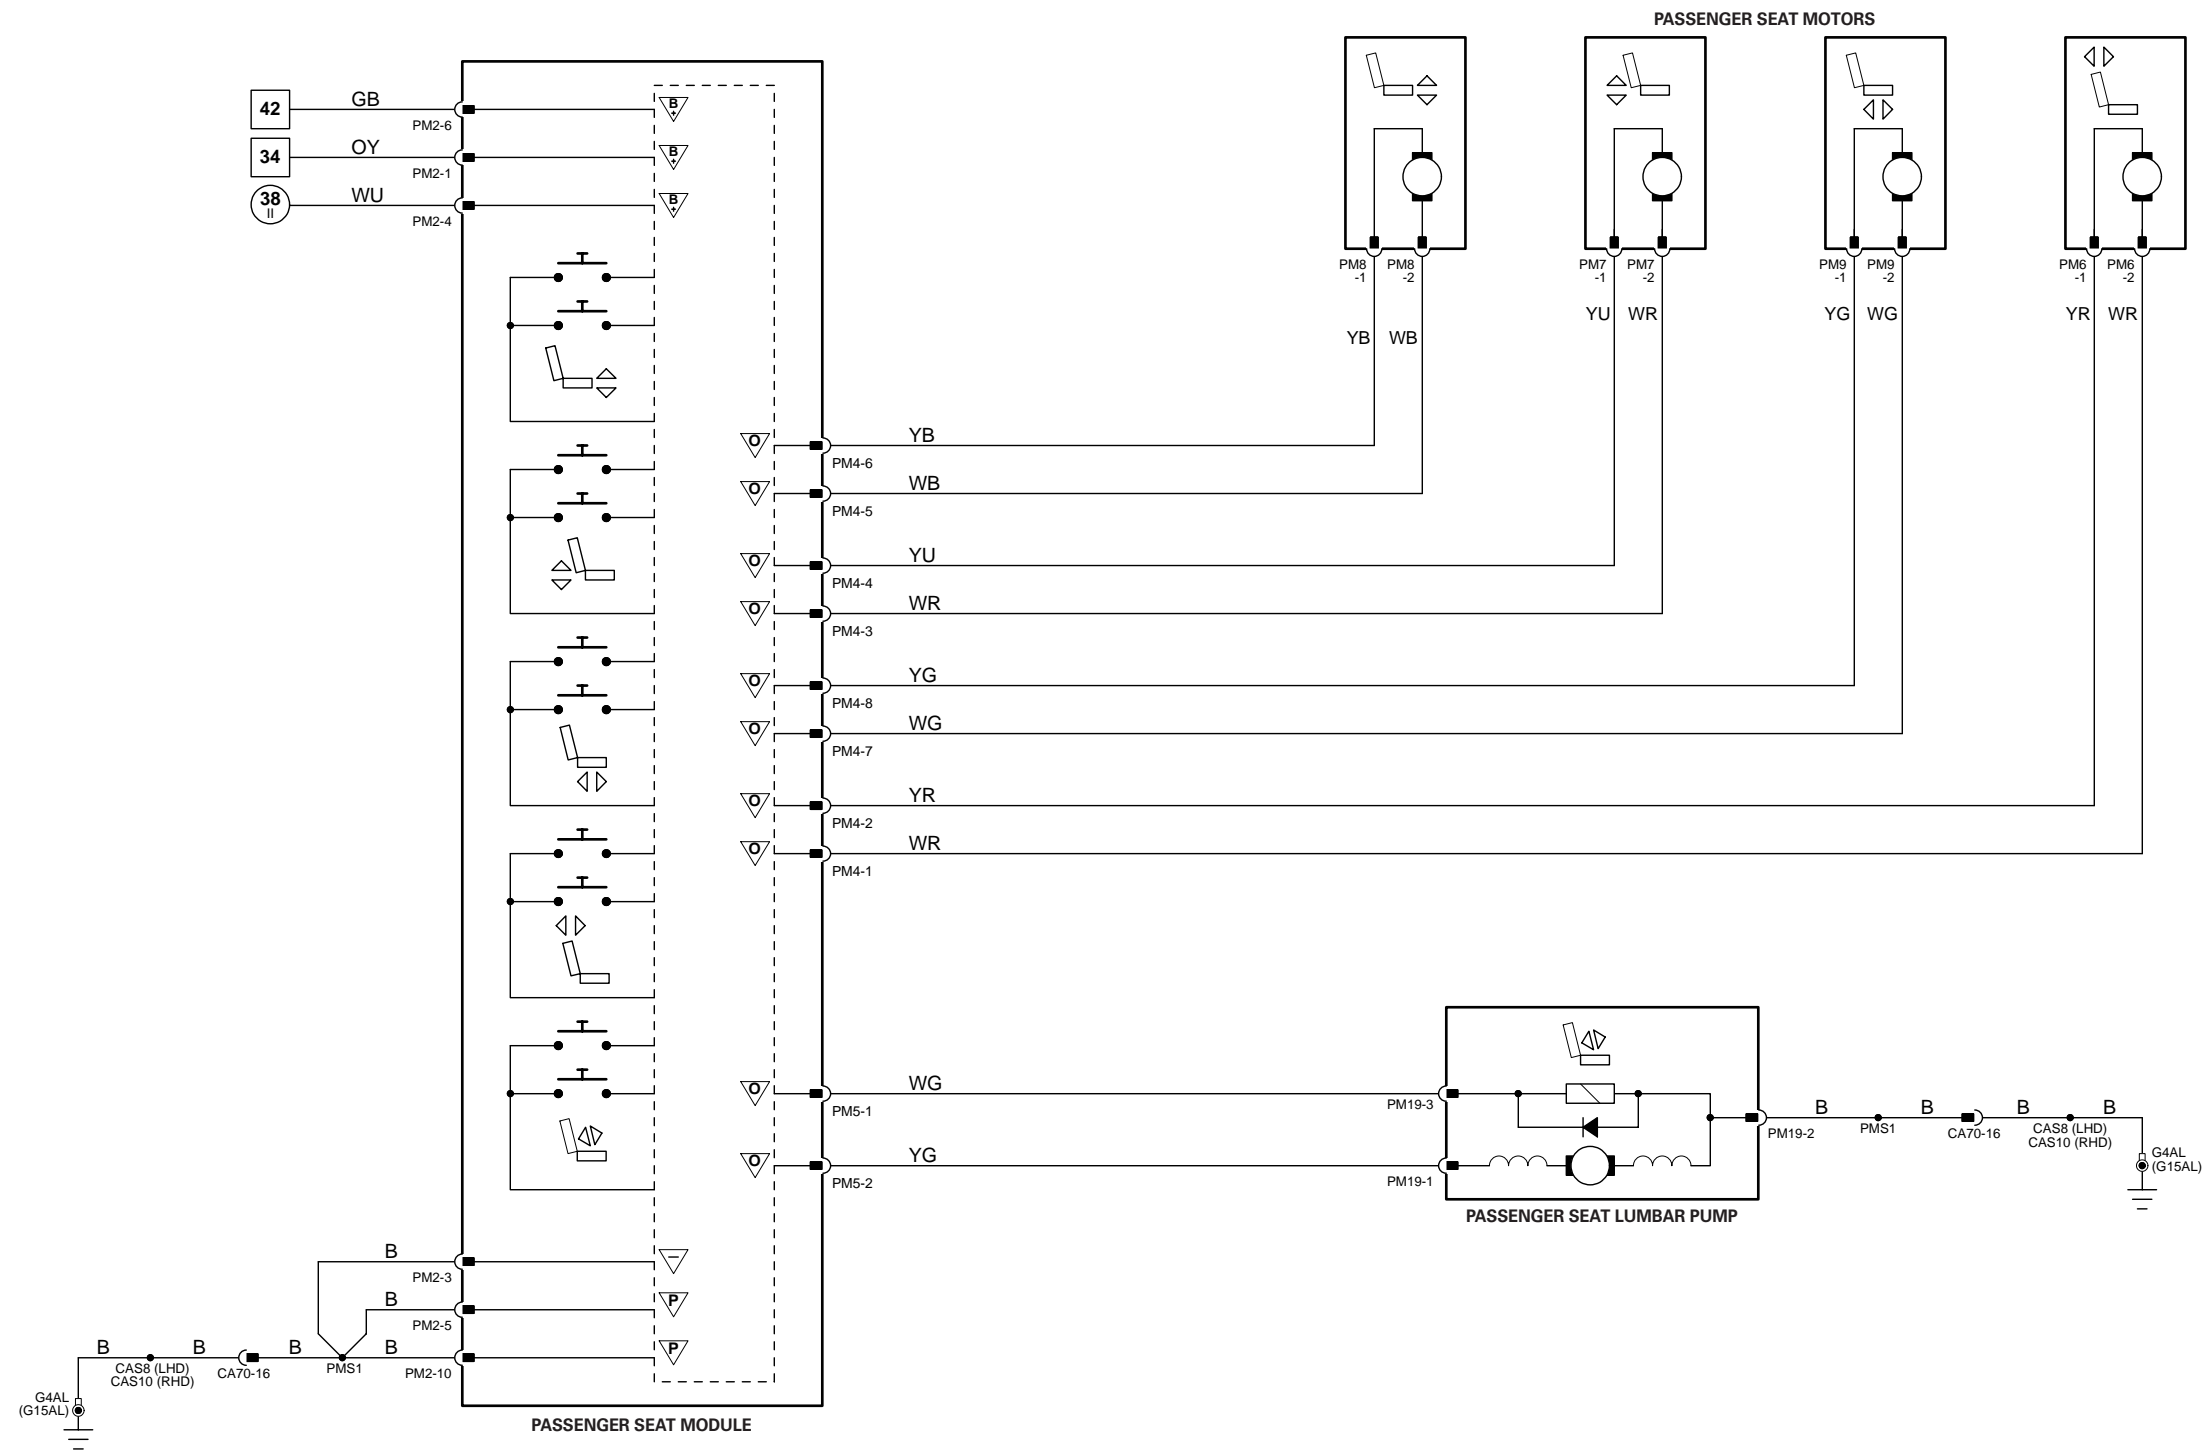 PASSENGER SEAT MOTORS
42
GB
PM2-6
B
+
34
OY
PM2-1
B
+
38
II
WU
PM2-4
B
+
PM8
-1
PM8
-2
PM7
-1
PM7
-2
PM9
-1
PM9
-2
PM6
-1
PM6
-2
YB
WB
YU
WR
YG
WG
YR
WR
O
YB
PM4-6
O
WB
PM4-5
O
YU
PM4-4
O
WR
PM4-3
O
YG
PM4-8
O
WG
PM4-7
O
YR
PM4-2
O
WR
PM4-1
O
WG
PM5-1
PM19-3
O
YG
PM5-2
PM19-1
PM19-2
B
PMS1
B
CA70-16
B
CAS8 (LHD)
CAS10 (RHD)
B
G4AL
(G15AL)
PASSENGER SEAT LUMBAR PUMP
B
PM2-3
–
B
PM2-5
P
B
PM2-10
P
PMS1
B
CA70-16
B
CAS8 (LHD)
CAS10 (RHD)
B
G4AL
(G15AL)
PASSENGER SEAT MODULE